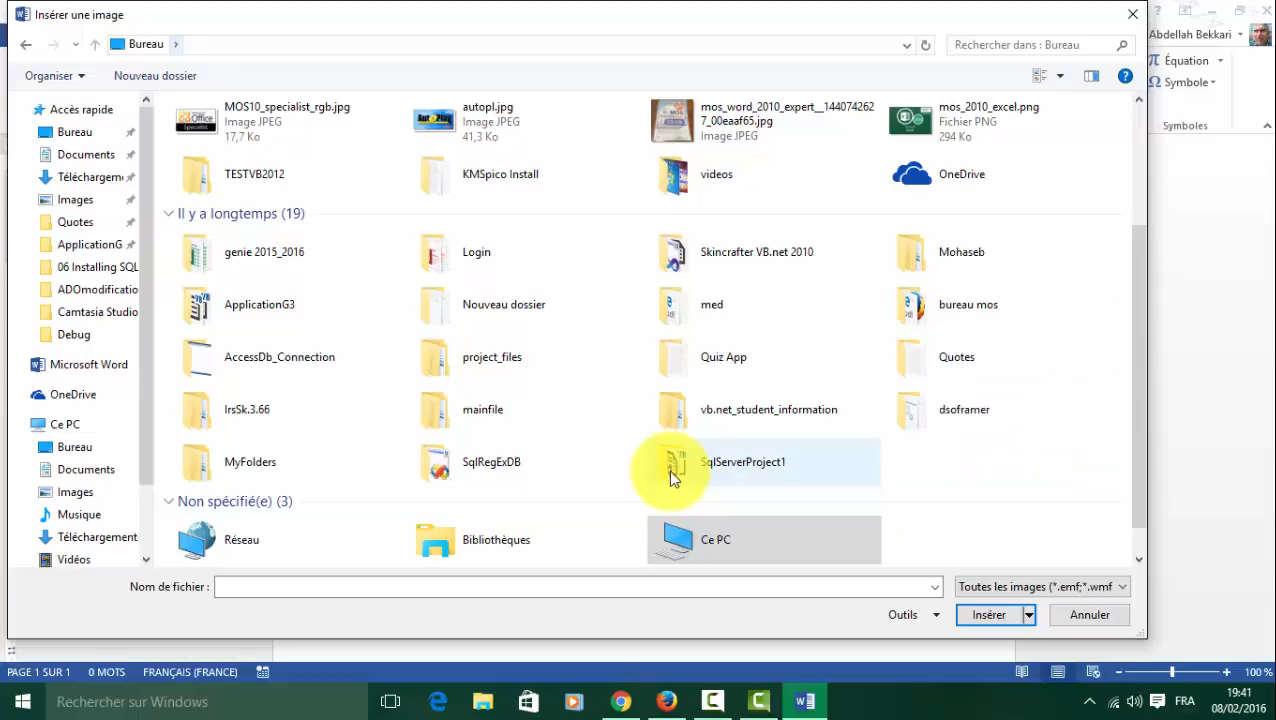 Insérer une image
Abdellah Bekkari
Bureau
Rechercher dans : Bureau
Équation
Organiser
Nouveau dossier
Symbole
Symboles
Accès rapide
Bureau
Documents
Téléchargem
Images
Quotes
ApplicationG
06 Installing SQL
ADOmodificatio
Camtasia Studio
Debug
Microsoft Word
OneDrive
Ce PC
Bureau
Documents
Images
Musique
Téléchargement
Vidéos
MOS10_specialist_rgb.jpg
Image JPEG
17,7 Ko
autopl.jpg
Image JPEG
41,3 Ko
mos_word_2010_expert__144074262
7_00eaaf65.jpg
Image JPEG
mos_2010_excel.png
Fichier PNG
294 Ko
TESTVB2012
KMSpico Install
videos
OneDrive
Il y a longtemps (19)
genie 2015_2016
Login
Skincrafter VB.net 2010
Mohaseb
ApplicationG3
Nouveau dossier
med
bureau mos
AccessDb_Connection
project_files
Quiz App
Quotes
IrsSk.3.66
mainfile
vb.net_student_information
dsoframer
MyFolders
SqlRegExDB
SqlServerProject1
Non spécifié(e) (3)
Réseau
Bibliothèques
Ce PC
Nom de fichier :
Toutes les images (*.emf;*.wmf
Outils
Insérer
Annuler
PAGE 1 SUR 1
0 MOTS
FRANÇAIS (FRANCE)
100 %
Rechercher sur Windows
FRA
19:41
08/02/2016